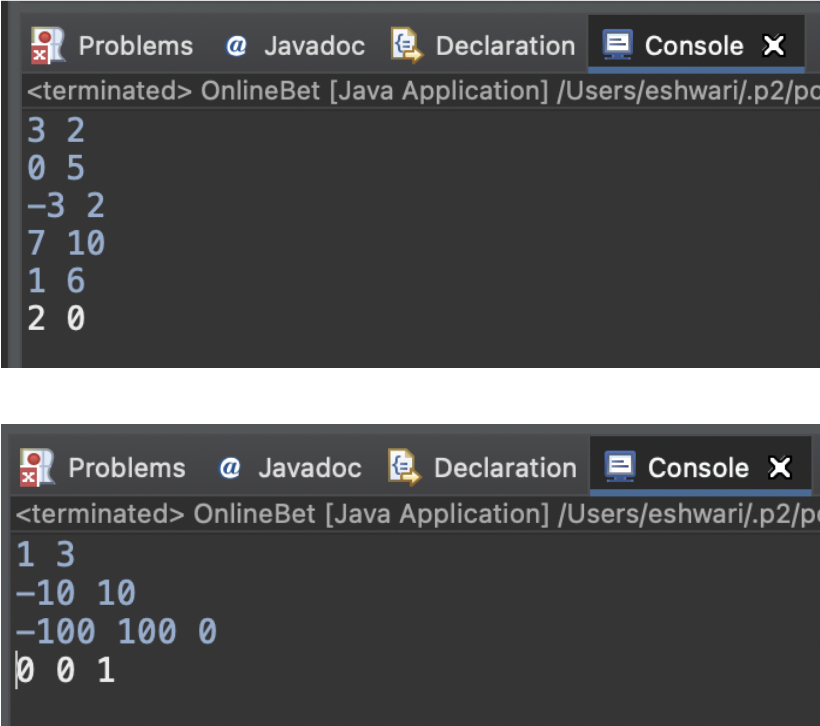 Problems @ Javadoc Declaration Console
<terminated> OnlineBet [Java Application] /Users/eshwari/.p2/po
3 2
0 5
-3 2
7 10
1 6
2 0
Problems @ Javadoc Declaration Console
<terminated> OnlineBet [Java Application] /Users/eshwari/.p2/po
1 3
-10 10
-100 100 0
0 0 1